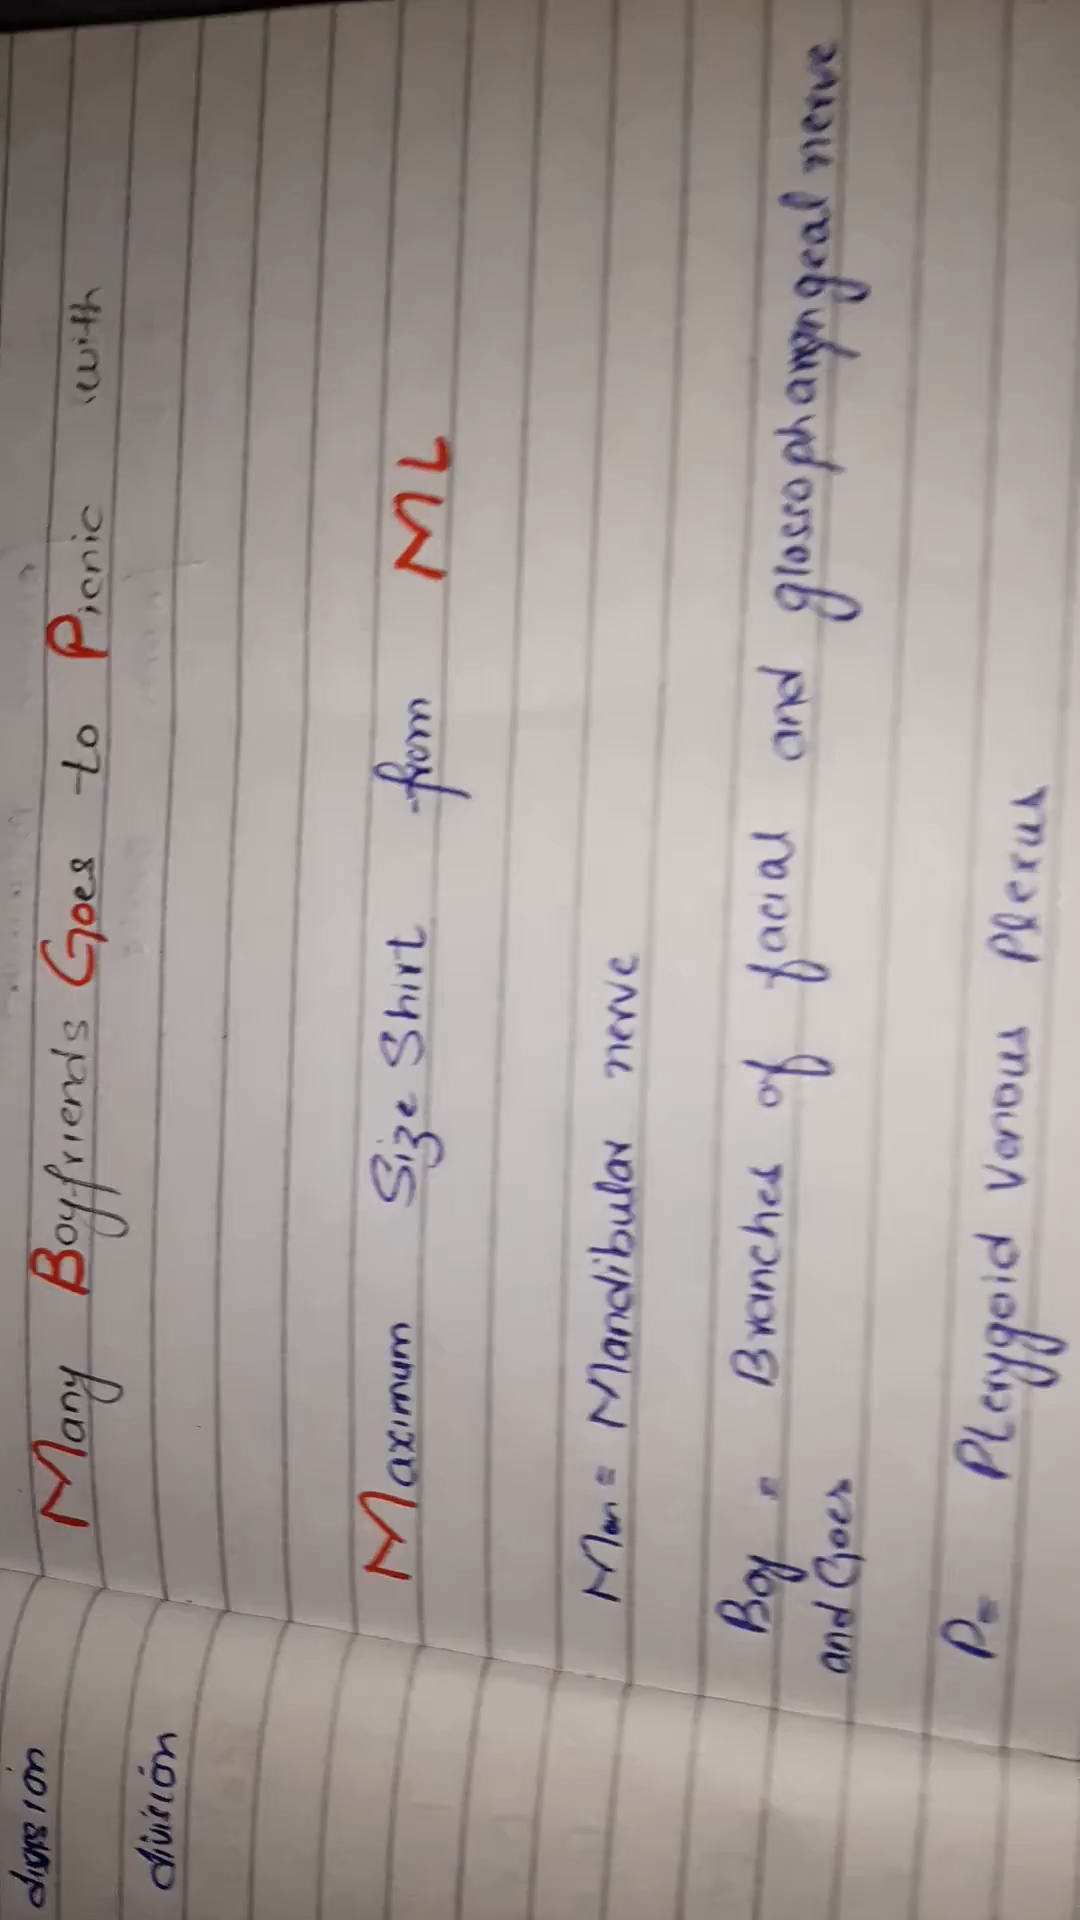 Many Boyfriends Goes to Picnic with
Maximum Size Shirt from ML
Man = Mandibular nerve
Boy = Branches of facial and glossopharyngeal nerve
and Goes
P = Pterygoid Venous Plexus
division
division